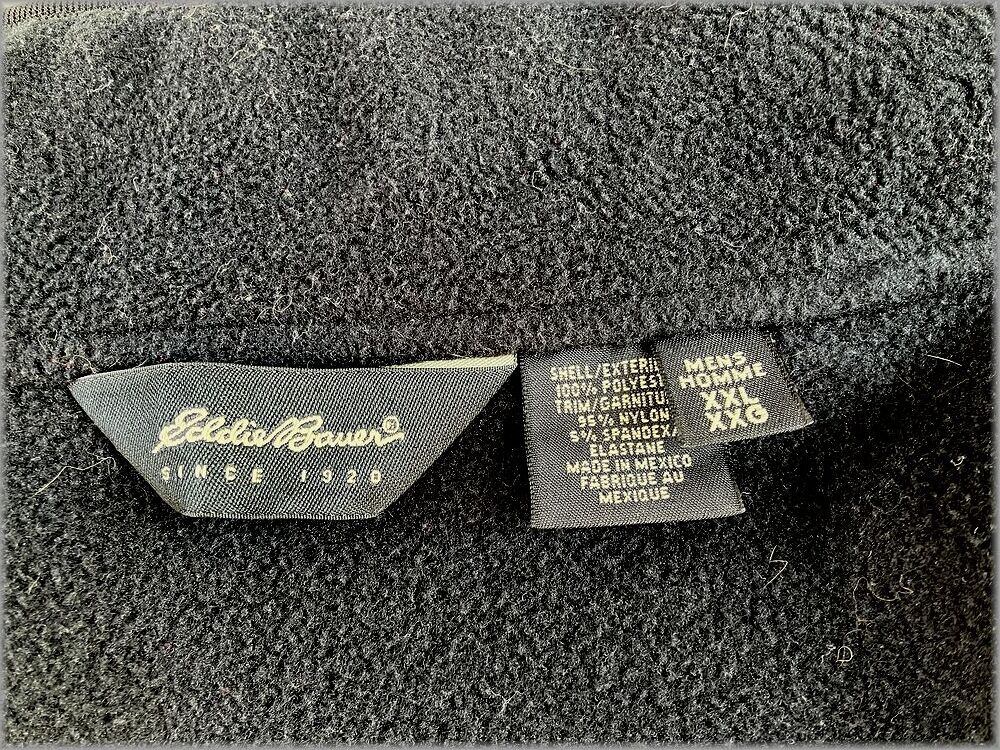 Eddie Bauer®
SINCE 1920
SHELL/EXTERI
100% POLYEST
TRIM/GARNITU
95% NYLON
5% SPANDEX/
ELASTANE
MADE IN MEXICO
FABRIQUE AU
MEXIQUE
MENS
HOMME
XXL
XXG